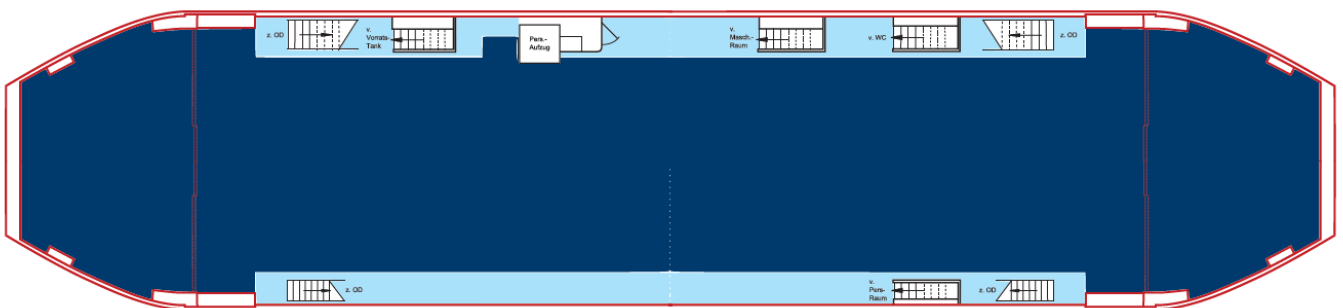 z. OD
v.
Vorrats-
Tank
Pers.-
Aufzug
v.
Masch.-
Raum
v. WC
z. OD
z. OD
v.
Pers-
Raum
z. OD